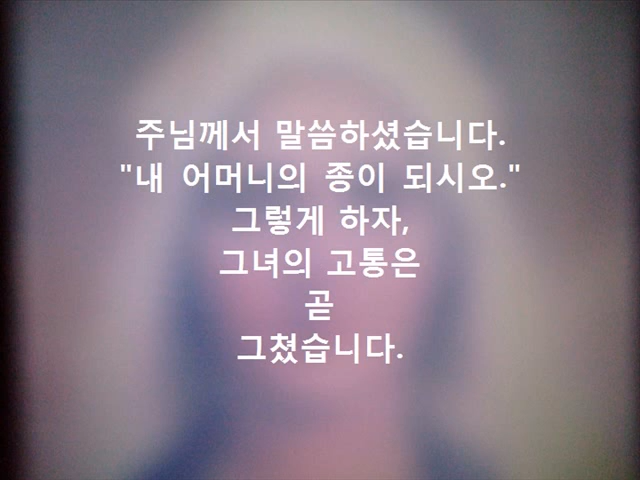 주님께서 말씀하셨습니다.
"내 어머니의 종이 되시오."
그렇게 하자,
그녀의 고통은
곧
그쳤습니다.